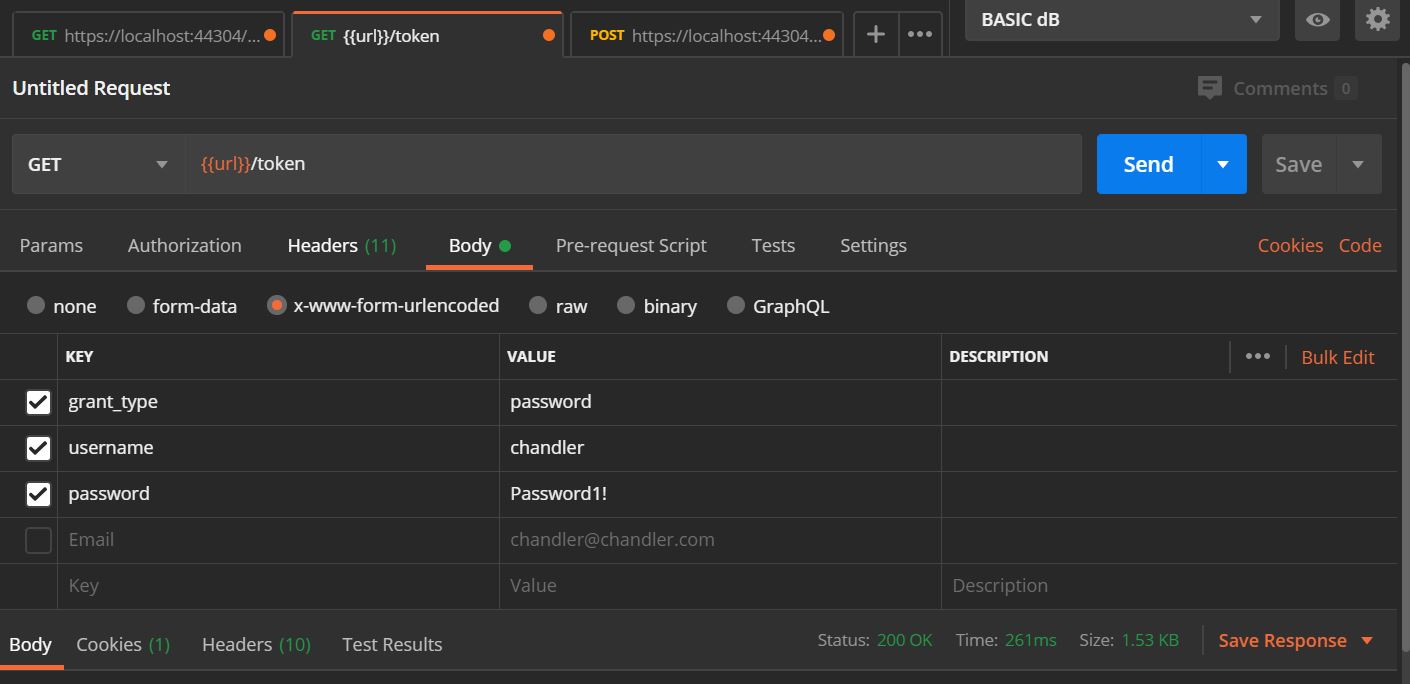 GET https://localhost:44304/...
GET {{url}}/token
POST https://localhost:44304...
BASIC dB
Untitled Request
Comments 0
GET
{{url}}/token
Send
Save
Params Authorization Headers (11) Body Pre-request Script Tests Settings Cookies Code
none form-data x-www-form-urlencoded raw binary GraphQL
KEY VALUE DESCRIPTION Bulk Edit
grant_type password
username chandler
password Password1!
Email chandler@chandler.com
Key Value Description
Body Cookies (1) Headers (10) Test Results Status: 200 OK Time: 261ms Size: 1.53 KB Save Response